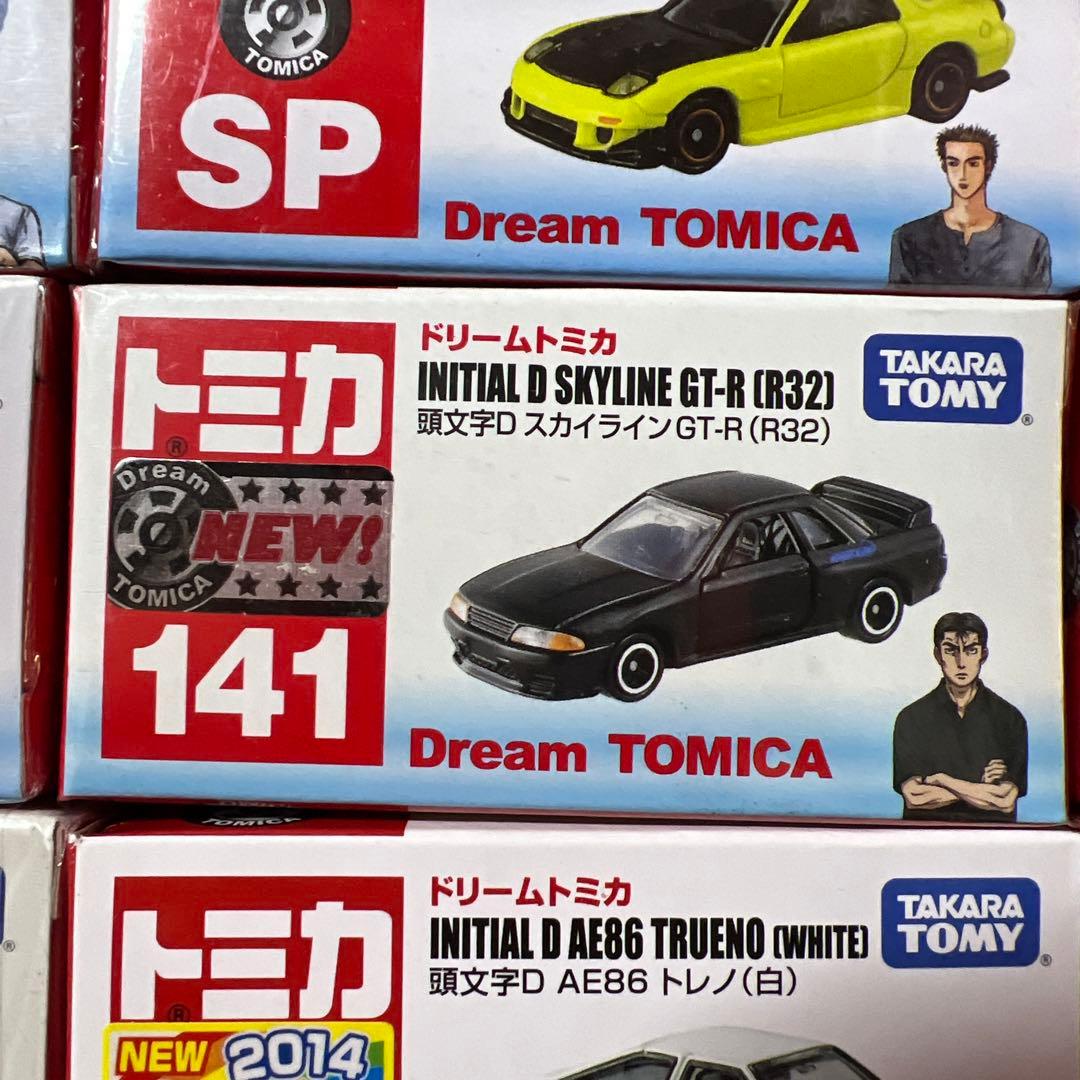 TOMICA
SP
Dream TOMICA
トミカ
®
Dream
NEW!
TOMICA
141
ドリームトミカ
INITIAL D SKYLINE GT-R (R32)
頭文字D スカイラインGT-R(R32)
TAKARA
TOMY
®
Dream TOMICA
TOMICA
®
トミカ
®
NEW 2014
ドリームトミカ
INITIAL D AE86 TRUENO (WHITE)
頭文字D AE86 トレノ(白)
TAKARA
TOMY
®